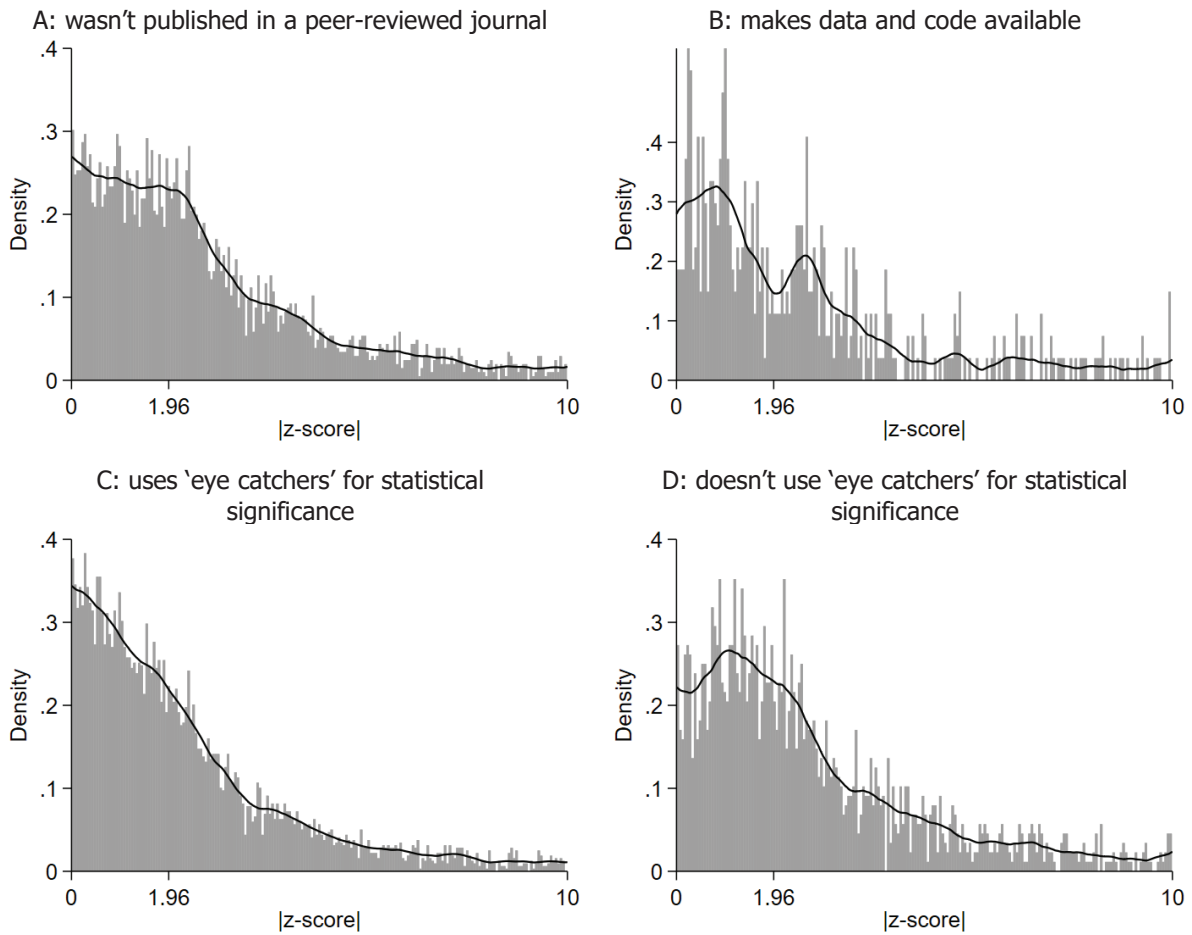 A: wasn’t published in a peer-reviewed journal
.4
.3
.2
.1
0
Density
0
1.96
10
|z-score|
B: makes data and code available
.4
.3
.2
.1
0
Density
0
1.96
10
|z-score|
C: uses ‘eye catchers’ for statistical
significance
.4
.3
.2
.1
0
Density
0
1.96
10
|z-score|
D: doesn’t use ‘eye catchers’ for statistical
significance
.4
.3
.2
.1
0
Density
0
1.96
10
|z-score|